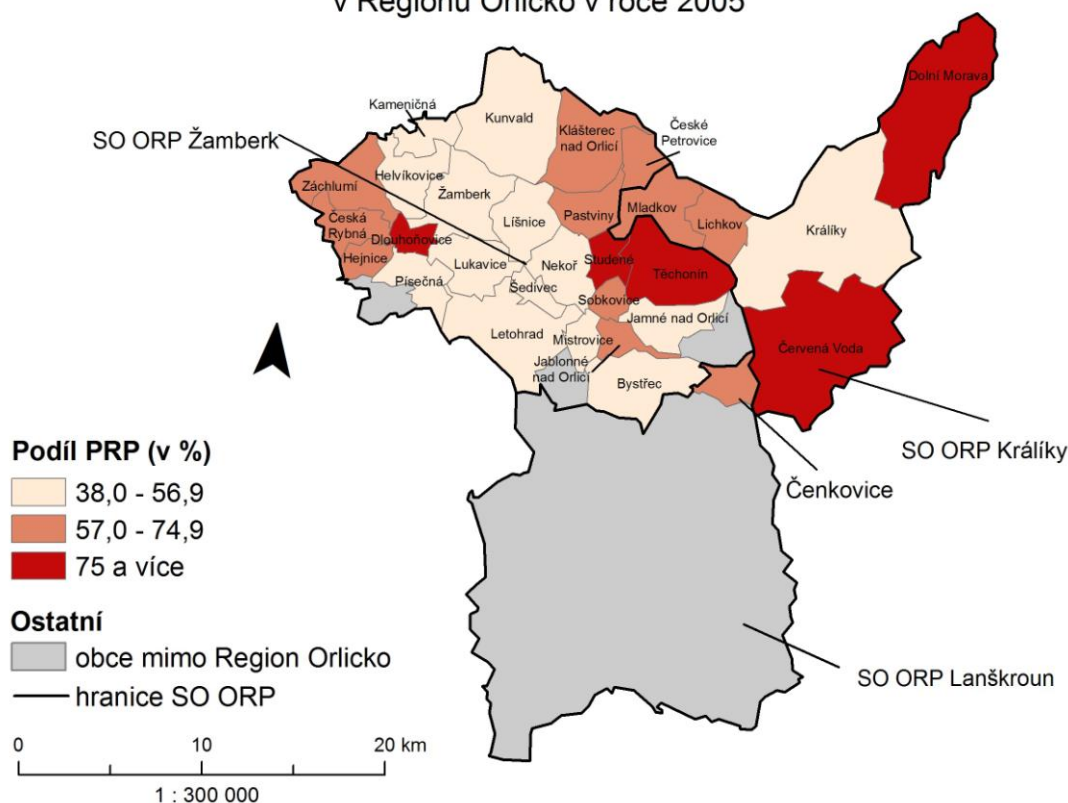 v Regionu Orlicko v roce 2005
Dolní Morava
Kameničná
Kunvald
SO ORP Žamberk
Klášterec
nad Orlicí
České
Petrovice
Helvíkovice
Záchlumí
Žamberk
Česká
Rybná
Líšnice
Pastviny
Mladkov
Lichkov
Králíky
Dlouhoňovice
Hejnice
Lukavice
Nekoř
Studené
Těchonín
Písečná
Šedivec
Sobkovice
Jamné nad Orlicí
Letohrad
Mistrovice
Červená Voda
Jablonné
nad Orlicí
Bystřec
SO ORP Králíky
Čenkovice
Podíl PRP (v %)
38,0 - 56,9
57,0 - 74,9
75 a více
Ostatní
obce mimo Region Orlicko
hranice SO ORP
SO ORP Lanškroun
0 10 20 km
1 : 300 000